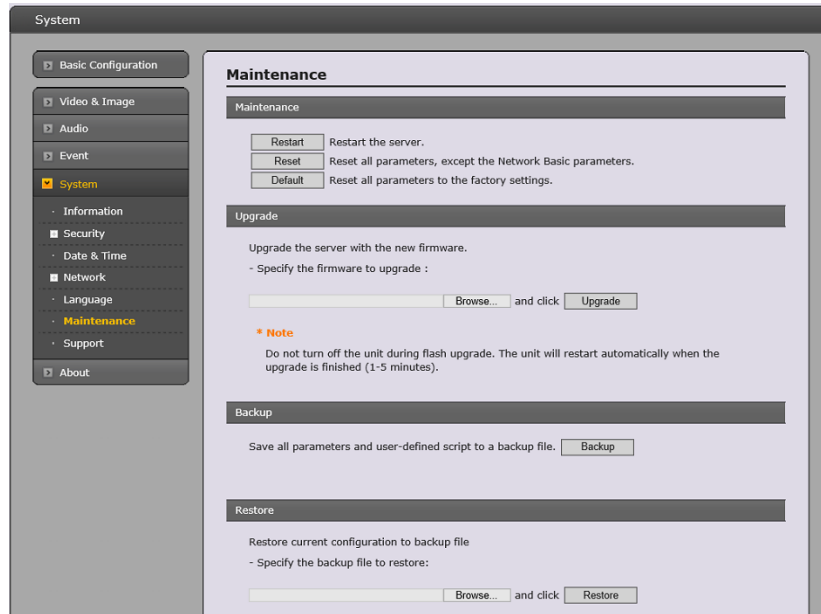 System
Basic Configuration
Video & Image
Audio
Event
System
· Information
Security
· Date & Time
Network
· Language
· Maintenance
· Support
About
Maintenance
Maintenance
Restart Restart the server.
Reset Reset all parameters, except the Network Basic parameters.
Default Reset all parameters to the factory settings.
Upgrade
Upgrade the server with the new firmware.
- Specify the firmware to upgrade :
Browse... and click Upgrade
* Note
Do not turn off the unit during flash upgrade. The unit will restart automatically when the
upgrade is finished (1-5 minutes).
Backup
Save all parameters and user-defined script to a backup file. Backup
Restore
Restore current configuration to backup file
- Specify the backup file to restore:
Browse... and click Restore